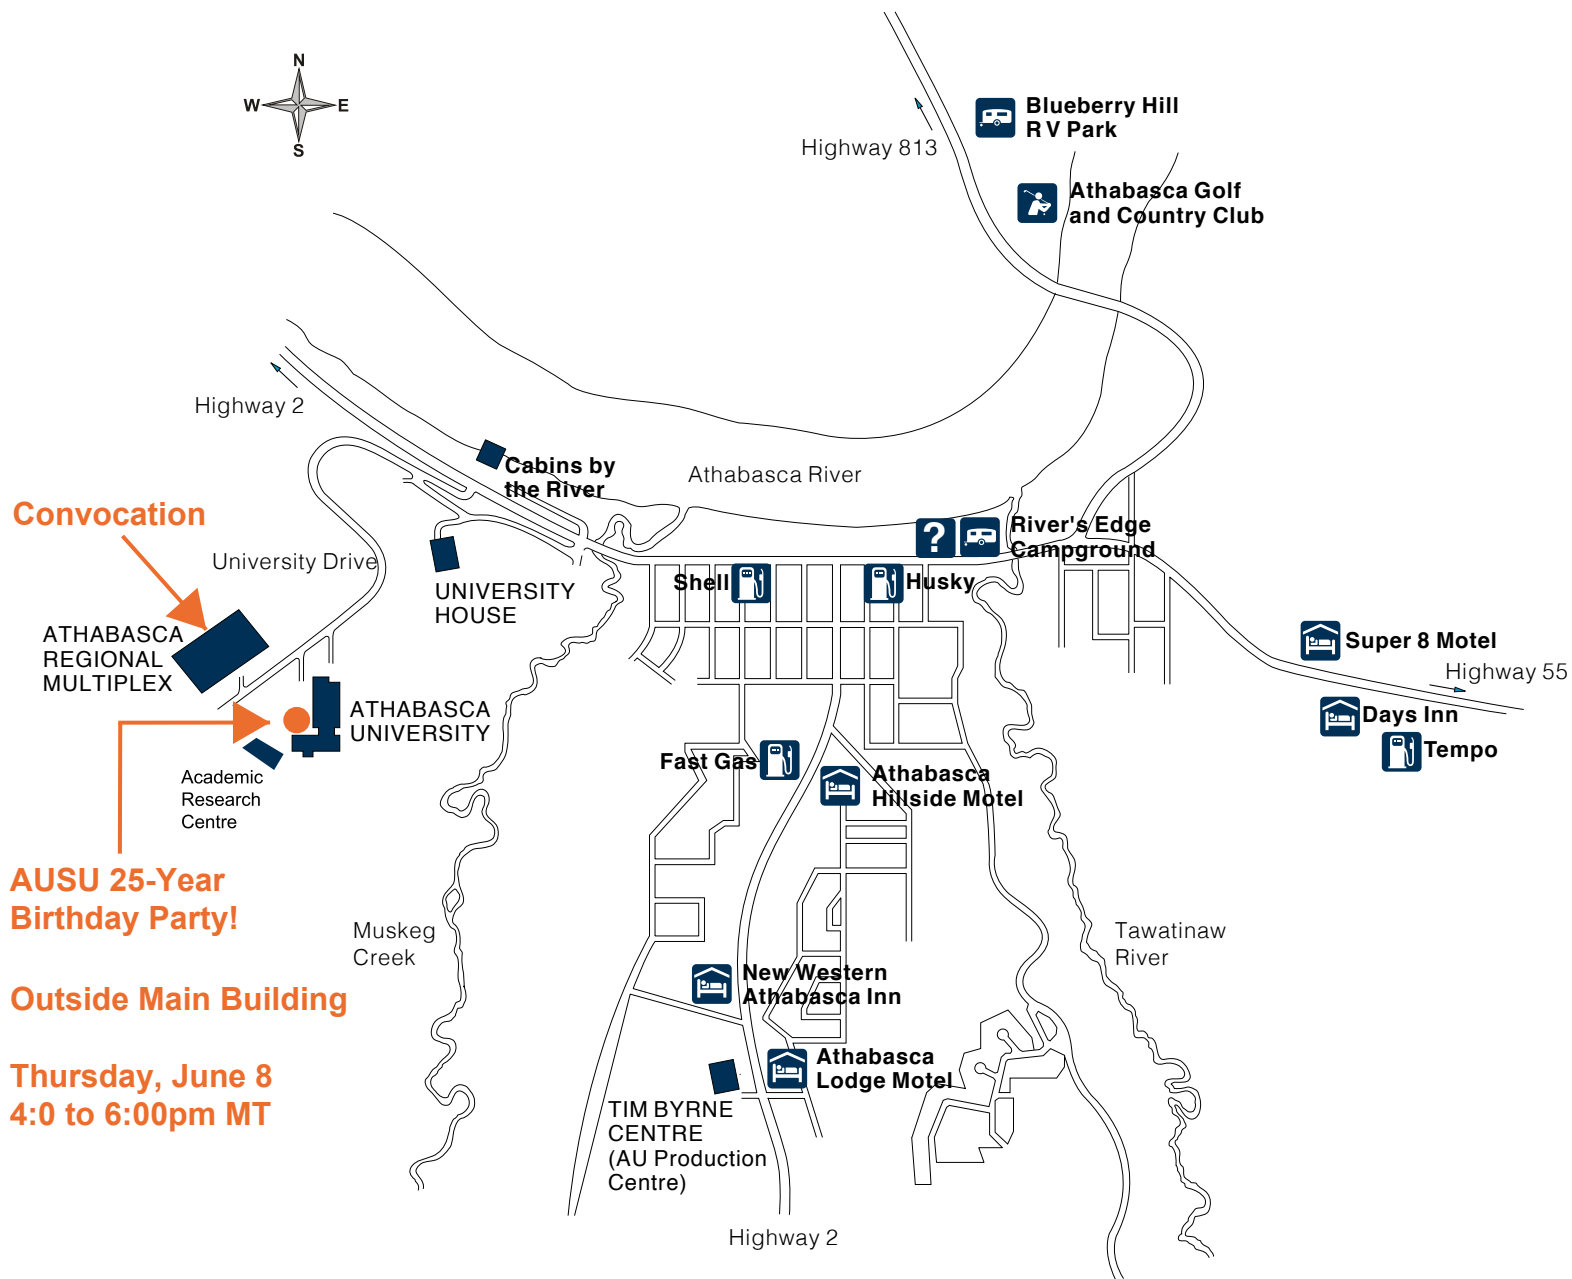 N
W
E
S
Blueberry Hill
R V Park
Highway 813
Athabasca Golf
and Country Club
Highway 2
Cabins by
the River
Athabasca River
Convocation
University Drive
?
River's Edge
Campground
Shell
Husky
UNIVERSITY
HOUSE
ATHABASCA
REGIONAL
MULTIPLEX
Super 8 Motel
Highway 55
Days Inn
Tempo
ATHABASCA
UNIVERSITY
Academic
Research
Centre
Fast Gas
Athabasca
Hillside Motel
AUSU 25-Year
Birthday Party!
Muskeg
Creek
Tawatinaw
River
New Western
Athabasca Inn
Outside Main Building
Athabasca
Lodge Motel
Thursday, June 8
4:0 to 6:00pm MT
TIM BYRNE
CENTRE
(AU Production
Centre)
Highway 2